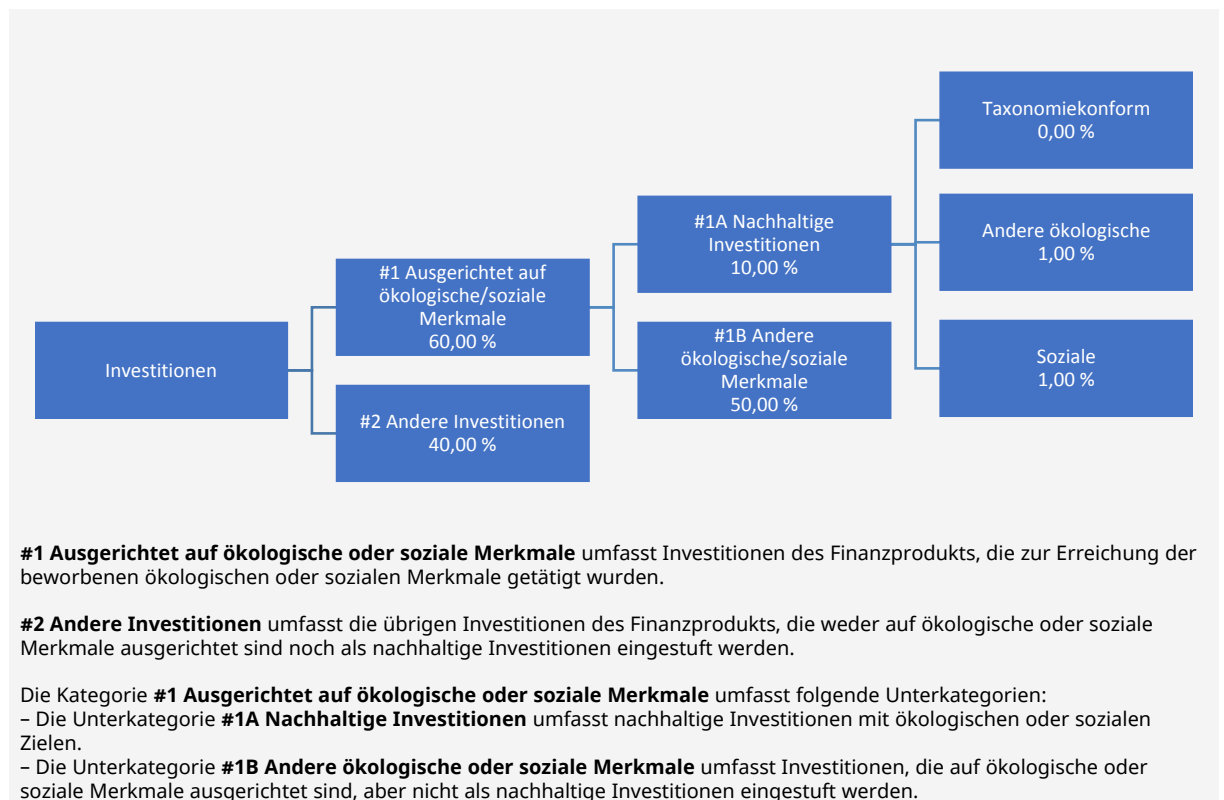 Investitionen
#1 Ausgerichtet auf
ökologische/soziale
Merkmale
60,00 %
#2 Andere Investitionen
40,00 %
#1A Nachhaltige
Investitionen
10,00 %
#1B Andere
ökologische/soziale
Merkmale
50,00 %
Taxonomiekonform
0,00 %
Andere ökologische
1,00 %
Soziale
1,00 %
#1 Ausgerichtet auf ökologische oder soziale Merkmale umfasst Investitionen des Finanzprodukts, die zur Erreichung der
beworbenen ökologischen oder sozialen Merkmale getätigt wurden.
#2 Andere Investitionen umfasst die übrigen Investitionen des Finanzprodukts, die weder auf ökologische oder soziale
Merkmale ausgerichtet sind noch als nachhaltige Investitionen eingestuft werden.
Die Kategorie #1 Ausgerichtet auf ökologische oder soziale Merkmale umfasst folgende Unterkategorien:
– Die Unterkategorie #1A Nachhaltige Investitionen umfasst nachhaltige Investitionen mit ökologischen oder sozialen
Zielen.
– Die Unterkategorie #1B Andere ökologische oder soziale Merkmale umfasst Investitionen, die auf ökologische oder
soziale Merkmale ausgerichtet sind, aber nicht als nachhaltige Investitionen eingestuft werden.